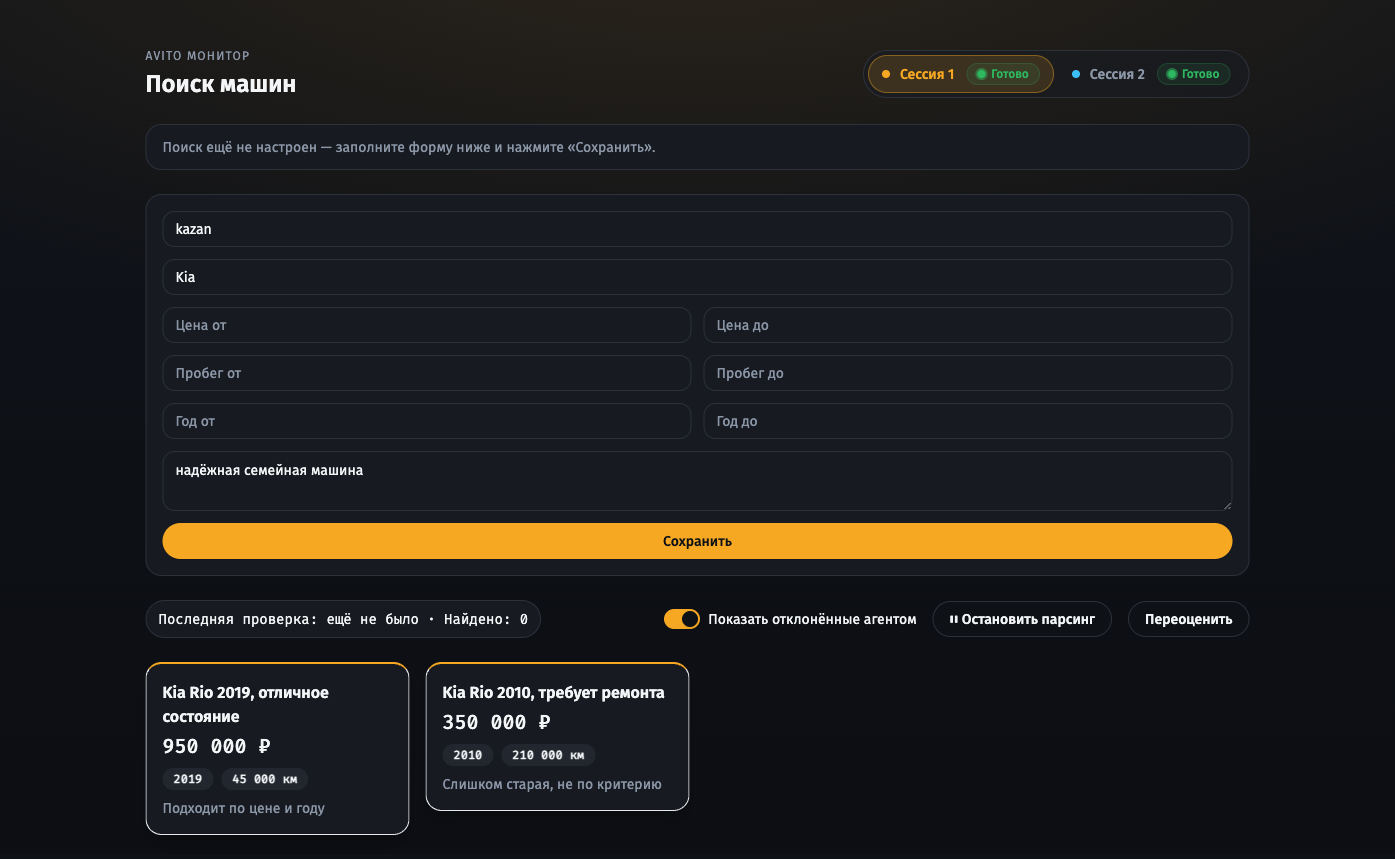 AVITO МОНИТОР
Поиск машин
Сессия 1 Готово Сессия 2 Готово
Поиск ещё не настроен — заполните форму ниже и нажмите «Сохранить».
kazan
Kia
Цена от Цена до
Пробег от Пробег до
Год от Год до
надёжная семейная машина
Сохранить
Последняя проверка: ещё не было · Найдено: 0 Показать отклонённые агентом Остановить парсинг Переоценить
Kia Rio 2019, отличное
состояние
950 000 ₽
2019 45 000 км
Подходит по цене и году
Kia Rio 2010, требует ремонта
350 000 ₽
2010 210 000 км
Слишком старая, не по критерию